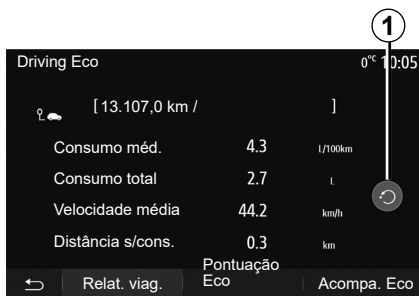 1
Driving Eco 0°C 10:05
[ 13.107,0 km / ]
Consumo méd. 4.3 L/100km
Consumo total 2.7 L
Velocidade média 44.2 km/h
Distância s/cons. 0.3 km
Relat. viag. Pontuação Eco Acompa. Eco